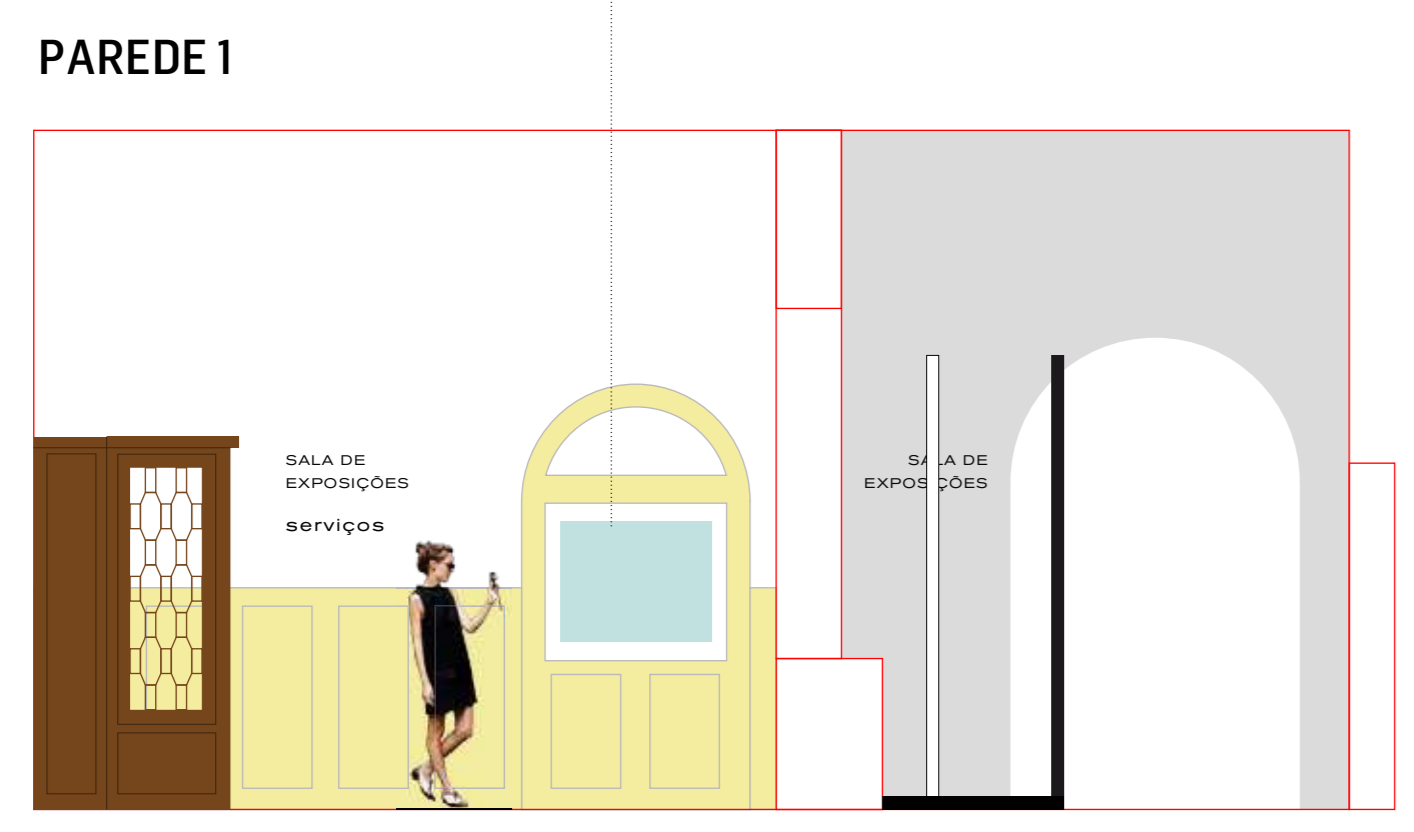 PAREDE 1
SALA DE
EXPOSIÇÕES
serviços
SALA DE
EXPOSIÇÕES